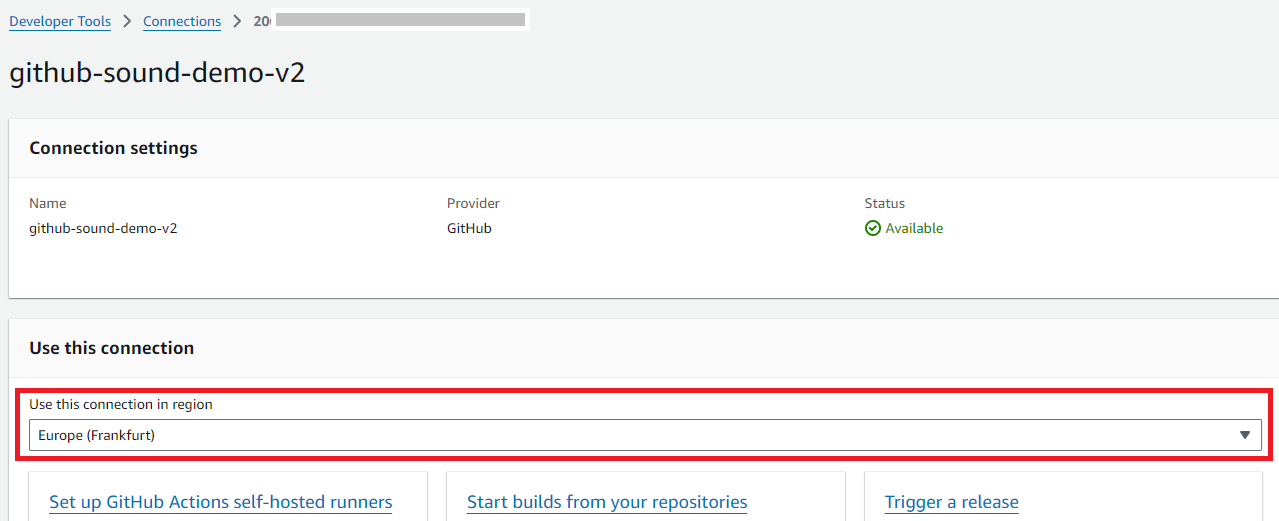 Developer Tools > Connections > 20
github-sound-demo-v2
Connection settings
Name Provider Status
github-sound-demo-v2 GitHub Available
Use this connection
Use this connection in region
Europe (Frankfurt)
Set up GitHub Actions self-hosted runners Start builds from your repositories Trigger a release